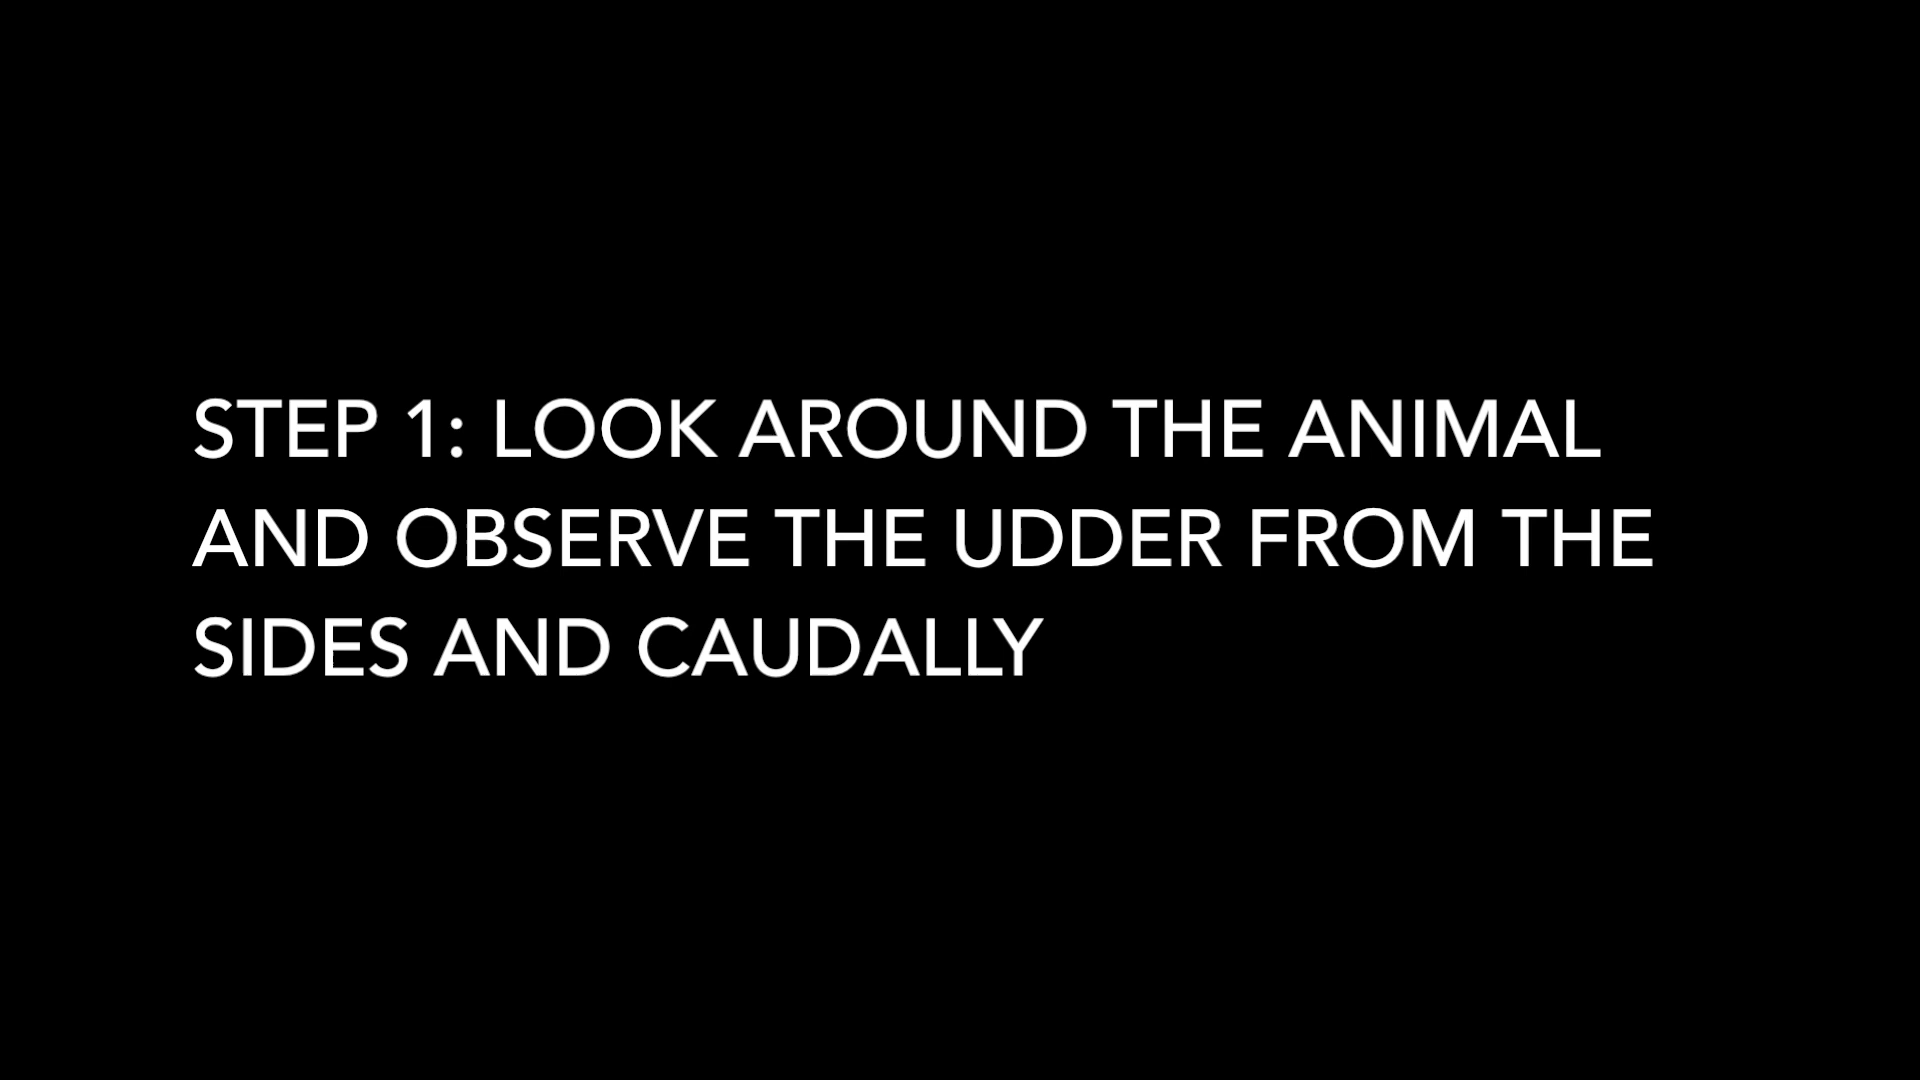 STEP 1: LOOK AROUND THE ANIMAL
AND OBSERVE THE UDDER FROM THE
SIDES AND CAUDALLY